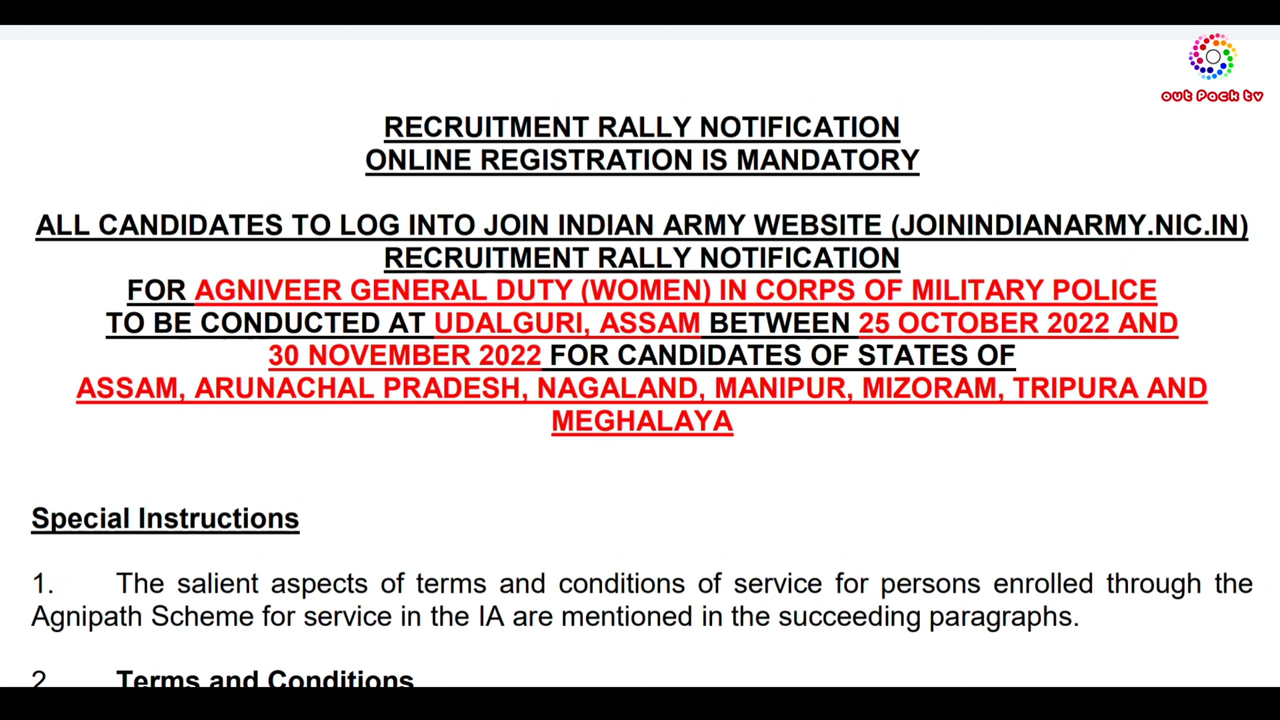 out Pack tv
RECRUITMENT RALLY NOTIFICATION
ONLINE REGISTRATION IS MANDATORY
ALL CANDIDATES TO LOG INTO JOIN INDIAN ARMY WEBSITE (JOININDIANARMY.NIC.IN)
RECRUITMENT RALLY NOTIFICATION
FOR AGNIVEER GENERAL DUTY (WOMEN) IN CORPS OF MILITARY POLICE
TO BE CONDUCTED AT UDALGURI, ASSAM BETWEEN 25 OCTOBER 2022 AND
30 NOVEMBER 2022 FOR CANDIDATES OF STATES OF
ASSAM, ARUNACHAL PRADESH, NAGALAND, MANIPUR, MIZORAM, TRIPURA AND
MEGHALAYA
Special Instructions
1. The salient aspects of terms and conditions of service for persons enrolled through the
Agnipath Scheme for service in the IA are mentioned in the succeeding paragraphs.
2 Terms and Conditions